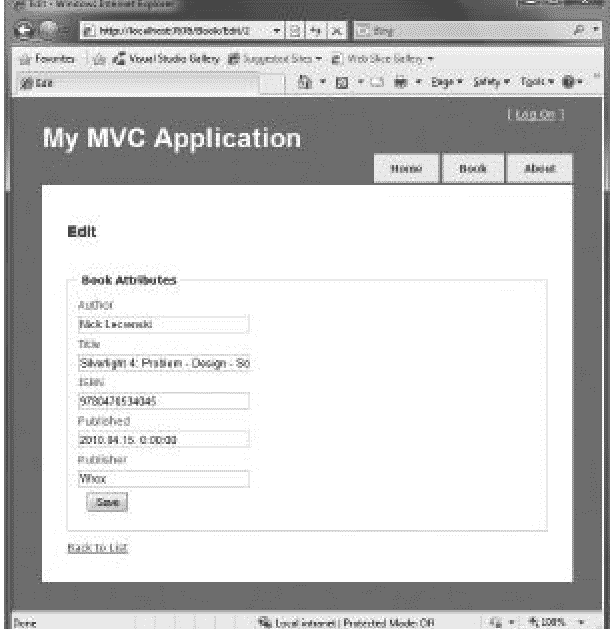 Edit - Windows Internet Explorer
http://localhost:7676/Book/Edit/2
Bing
Favorites Visual Studio Gallery Suggested Sites Web Slice Gallery
Edit
Page Safety Tools
[ Log On ]
My MVC Application
Home Book About
Edit
Book Attributes
Author
Nick Lecrenski
Title
Silverlight 4: Problem - Design - So
ISBN
9780470534045
Published
2010.04.15. 0:00:00
Publisher
Wrox
Save
Back to List
Done
Local intranet | Protected Mode: Off
100%